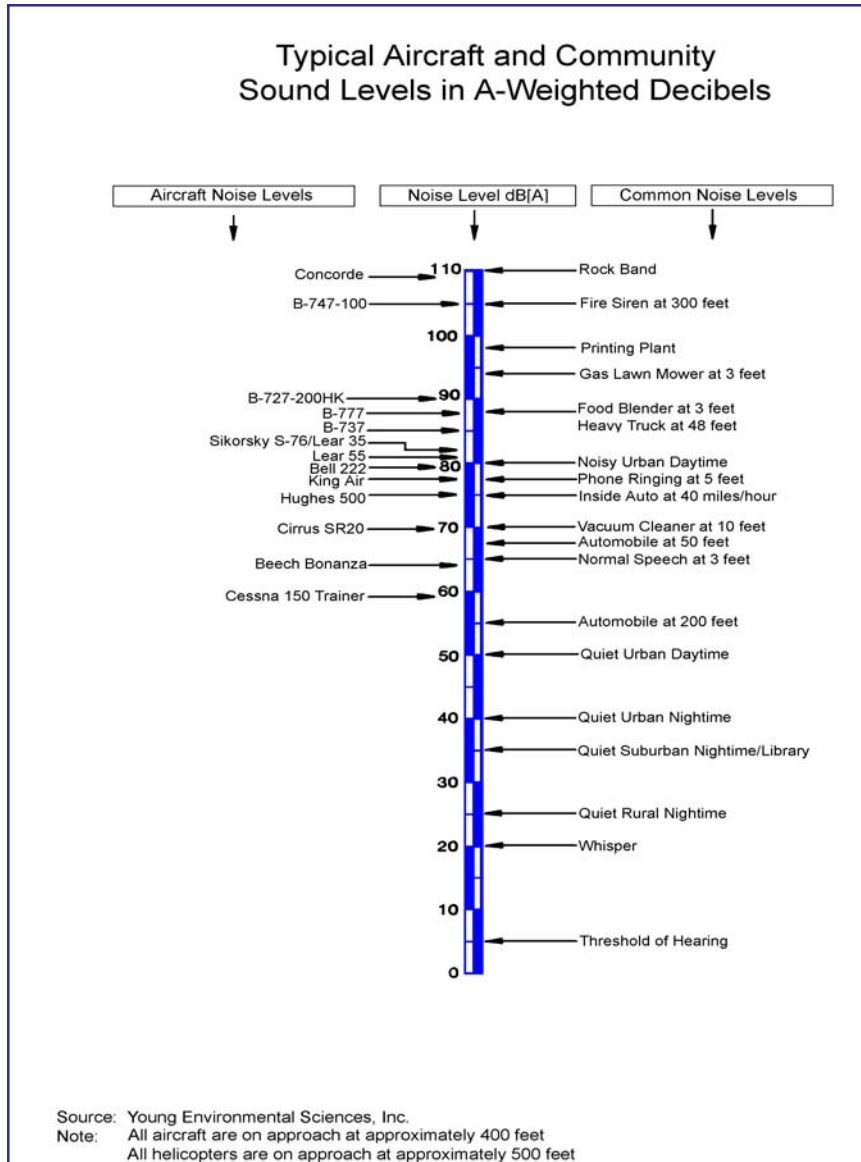 Typical Aircraft and Community
Sound Levels in A-Weighted Decibels
Aircraft Noise Levels
Noise Level dB[A]
Common Noise Levels
Concorde
B-747-100
B-727-200HK
B-777
B-737
Sikorsky S-76/Lear 35
Lear 55
Bell 222
King Air
Hughes 500
Cirrus SR20
Beech Bonanza
Cessna 150 Trainer
110
100
90
80
70
60
50
40
30
20
10
0
Rock Band
Fire Siren at 300 feet
Printing Plant
Gas Lawn Mower at 3 feet
Food Blender at 3 feet
Heavy Truck at 48 feet
Noisy Urban Daytime
Phone Ringing at 5 feet
Inside Auto at 40 miles/hour
Vacuum Cleaner at 10 feet
Automobile at 50 feet
Normal Speech at 3 feet
Automobile at 200 feet
Quiet Urban Daytime
Quiet Urban Nightime
Quiet Suburban Nightime/Library
Quiet Rural Nightime
Whisper
Threshold of Hearing
Source: Young Environmental Sciences, Inc.
Note: All aircraft are on approach at approximately 400 feet
All helicopters are on approach at approximately 500 feet